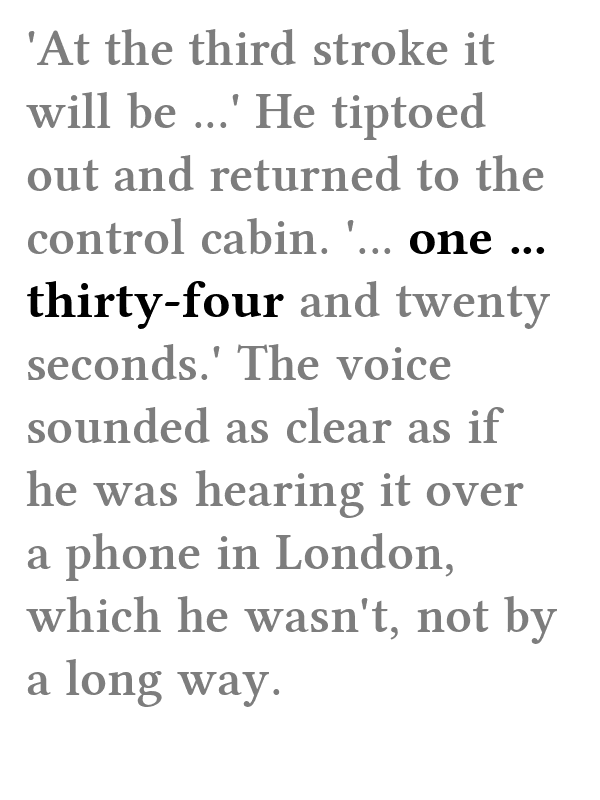 'At the third stroke it
will be ...' He tiptoed
out and returned to the
control cabin. '... one ...
thirty-four and twenty
seconds.' The voice
sounded as clear as if
he was hearing it over
a phone in London,
which he wasn't, not by
a long way.